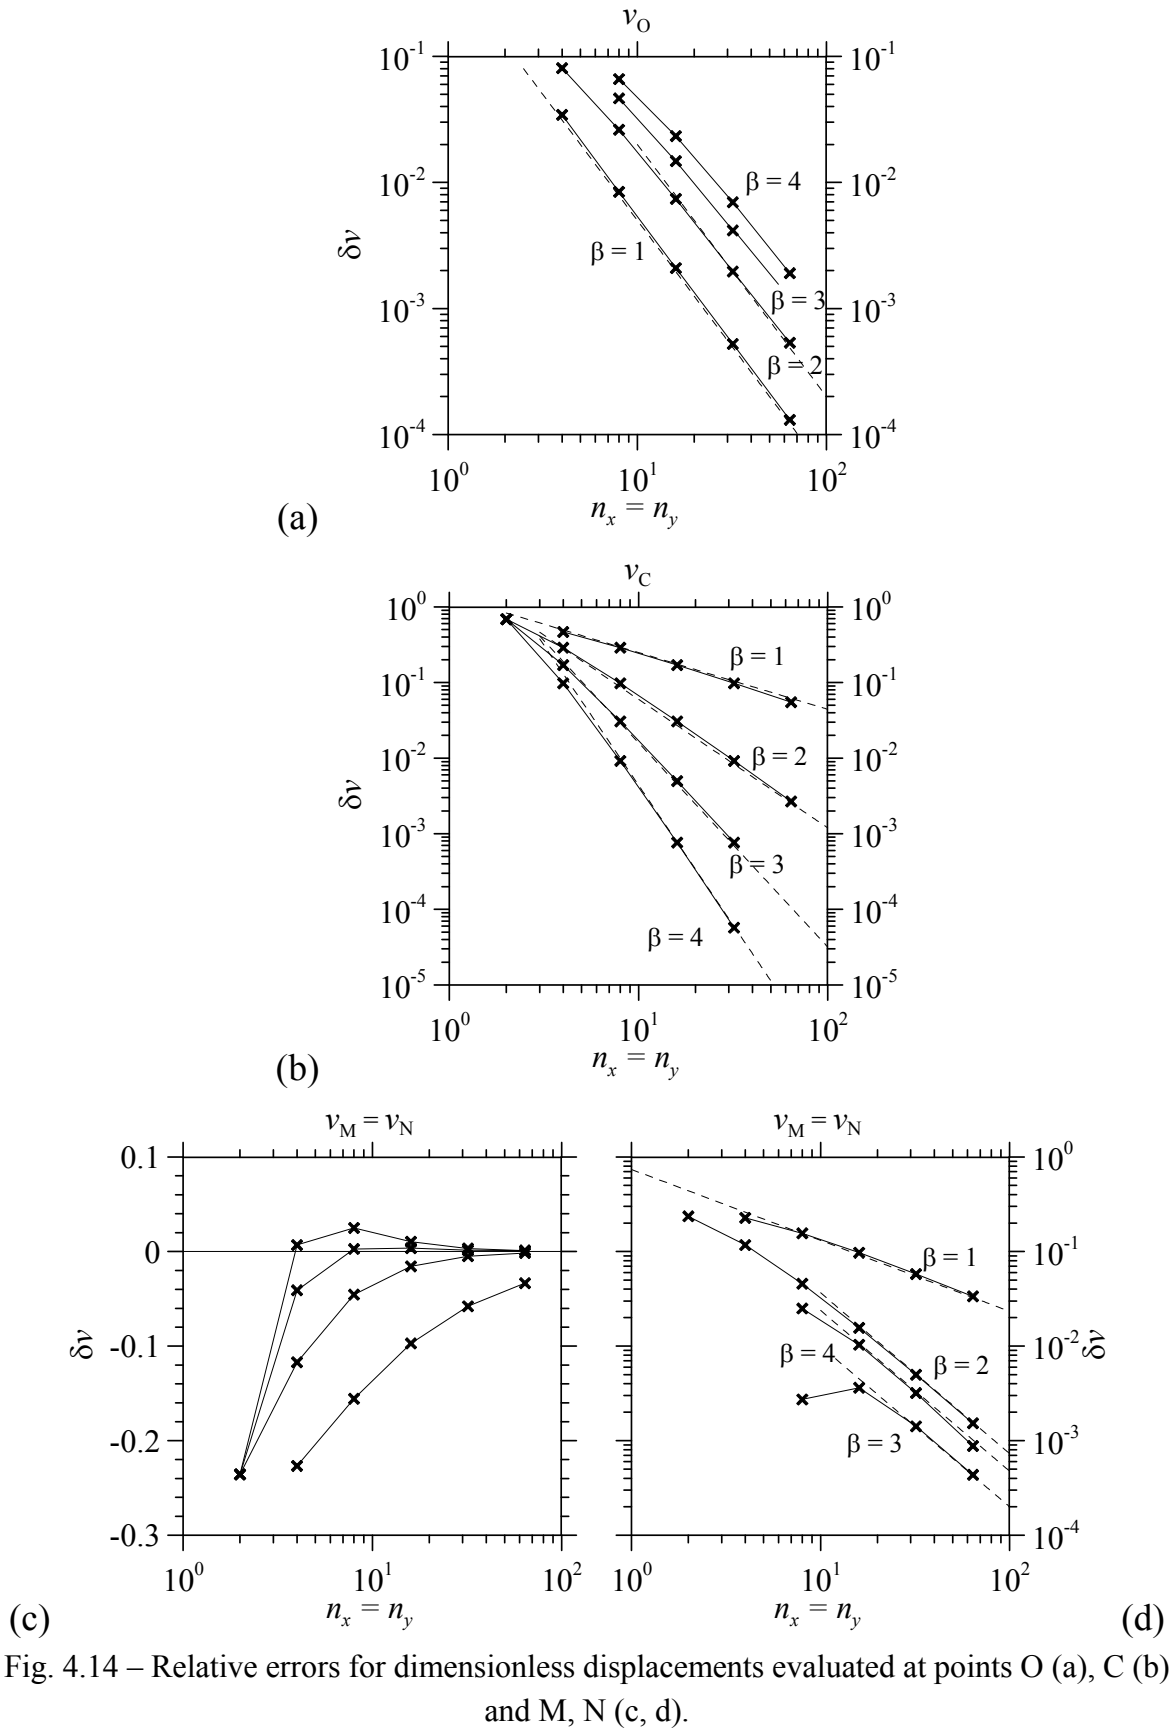 v_O
10^-1 10^-1
β = 4
10^-2 10^-2
δv
β = 1
β = 3
10^-3 10^-3
β = 2
10^-4 10^-4
10^0 10^1 10^2
(a) n_x = n_y
v_C
10^0 10^0
β = 1
10^-1 10^-1
β = 2
10^-2 10^-2
δv
10^-3 10^-3
β = 3
10^-4 10^-4
β = 4
10^-5 10^-5
10^0 10^1 10^2
(b) n_x = n_y
v_M = v_N
0.1
0
-0.1
δv
-0.2
-0.3
10^0 10^1 10^2
(c) n_x = n_y
v_M = v_N
10^0
β = 1
10^-1
β = 4
10^-2 δv
β = 2
β = 3
10^-3
10^-4
10^0 10^1 10^2
n_x = n_y (d)
Fig. 4.14 – Relative errors for dimensionless displacements evaluated at points O (a), C (b)
and M, N (c, d).